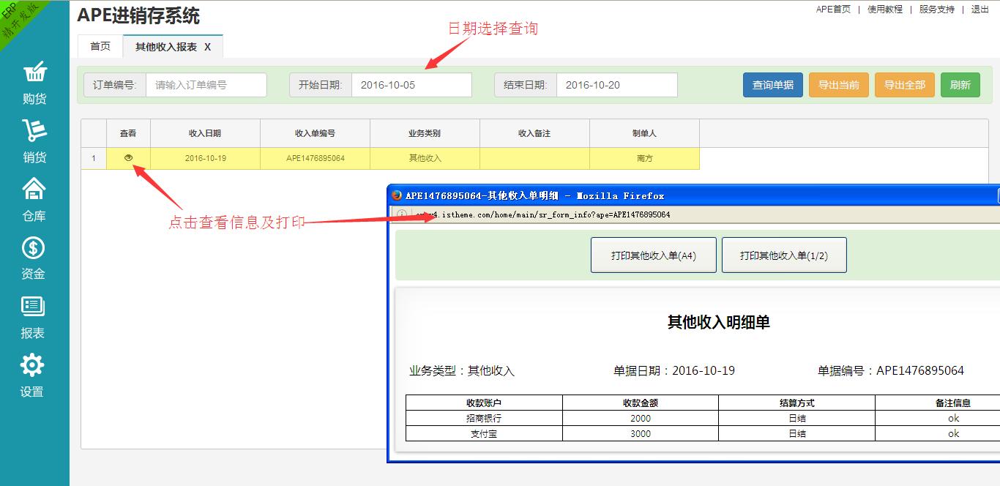 ERP
精开发版
APE进销存系统
APE首页 | 使用教程 | 服务支持 | 退出
首页 其他收入报表 X
日期选择查询
订单编号: 请输入订单编号 开始日期: 2016-10-05 结束日期: 2016-10-20 查询单据 导出当前 导出全部 刷新
购货
销货
仓库
资金
报表
设置
查看 收入日期 收入单编号 业务类别 收入备注 制单人
1 2016-10-19 APE1476895064 其他收入 南方
点击查看信息及打印
APE1476895064-其他收入单明细 - Mozilla Firefox
4.istheme.com/home/main/sr_form_info?ape=APE1476895064
打印其他收入单(A4) 打印其他收入单(1/2)
其他收入明细单
业务类型：其他收入 单据日期：2016-10-19 单据编号：APE1476895064
收款账户 收款金额 结算方式 备注信息
招商银行 2000 日结 ok
支付宝 3000 日结 ok